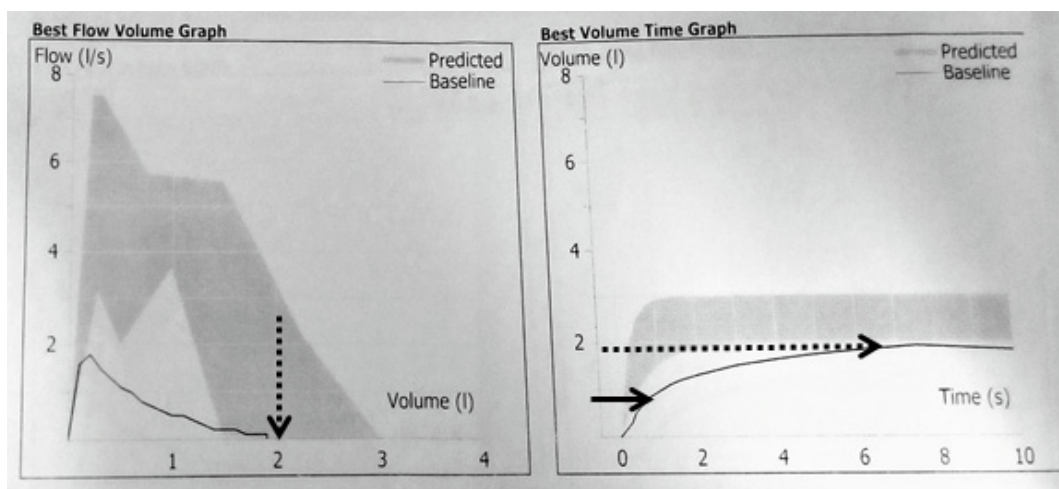 Best Flow Volume Graph
Flow (l/s)
Predicted
Baseline
8
6
4
2
Volume (l)
1
2
3
4
Best Volume Time Graph
Volume (l)
Predicted
Baseline
8
6
4
2
Time (s)
0
2
4
6
8
10